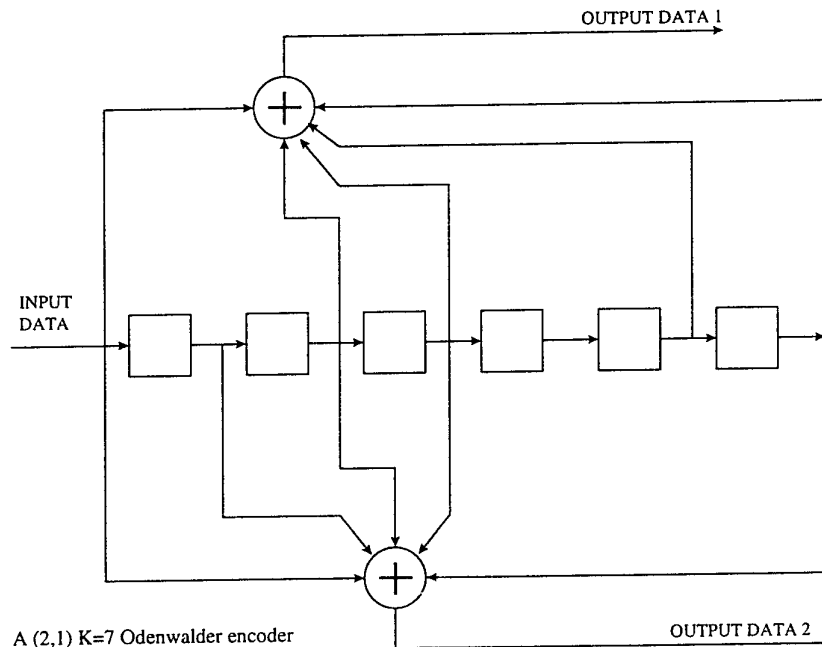 OUTPUT DATA 1
INPUT
DATA
OUTPUT DATA 2
A (2,1) K=7 Odenwalder encoder